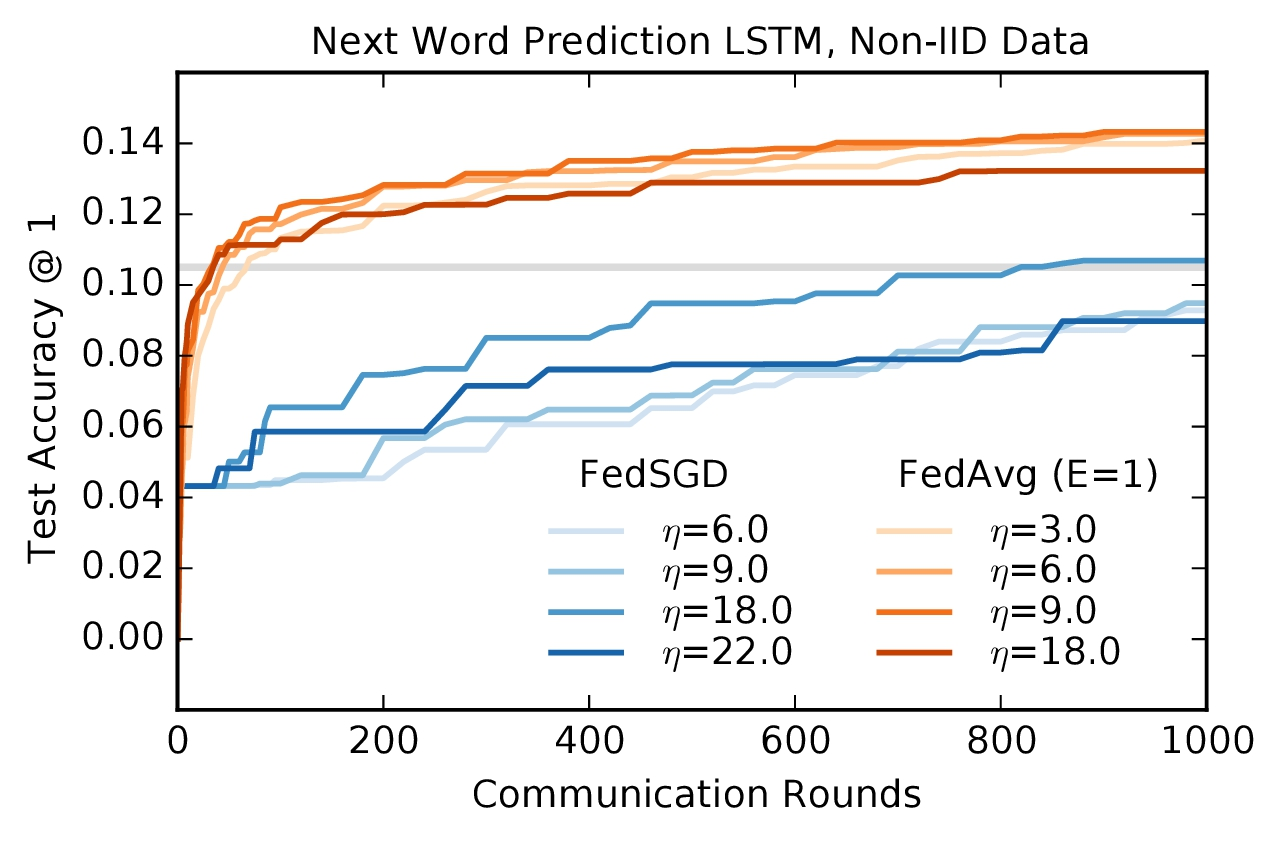 Next Word Prediction LSTM, Non-IID Data
Test Accuracy @ 1
0.14
0.12
0.10
0.08
0.06
0.04
0.02
0.00
FedSGD FedAvg (E=1)
η=6.0 η=3.0
η=9.0 η=6.0
η=18.0 η=9.0
η=22.0 η=18.0
0 200 400 600 800 1000
Communication Rounds